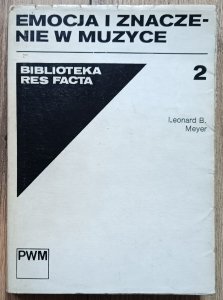 EMOCJA I ZNACZE-
NIE W MUZYCE
BIBLIOTEKA
RES FACTA
2
Leonard B.
Meyer
PWM